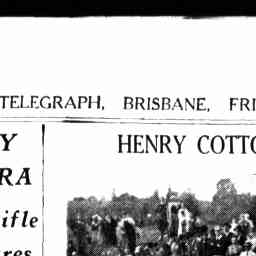 TELEGRAPH, BRISBANE, FRI
Y
RA
ifle
res
HENRY COTTO